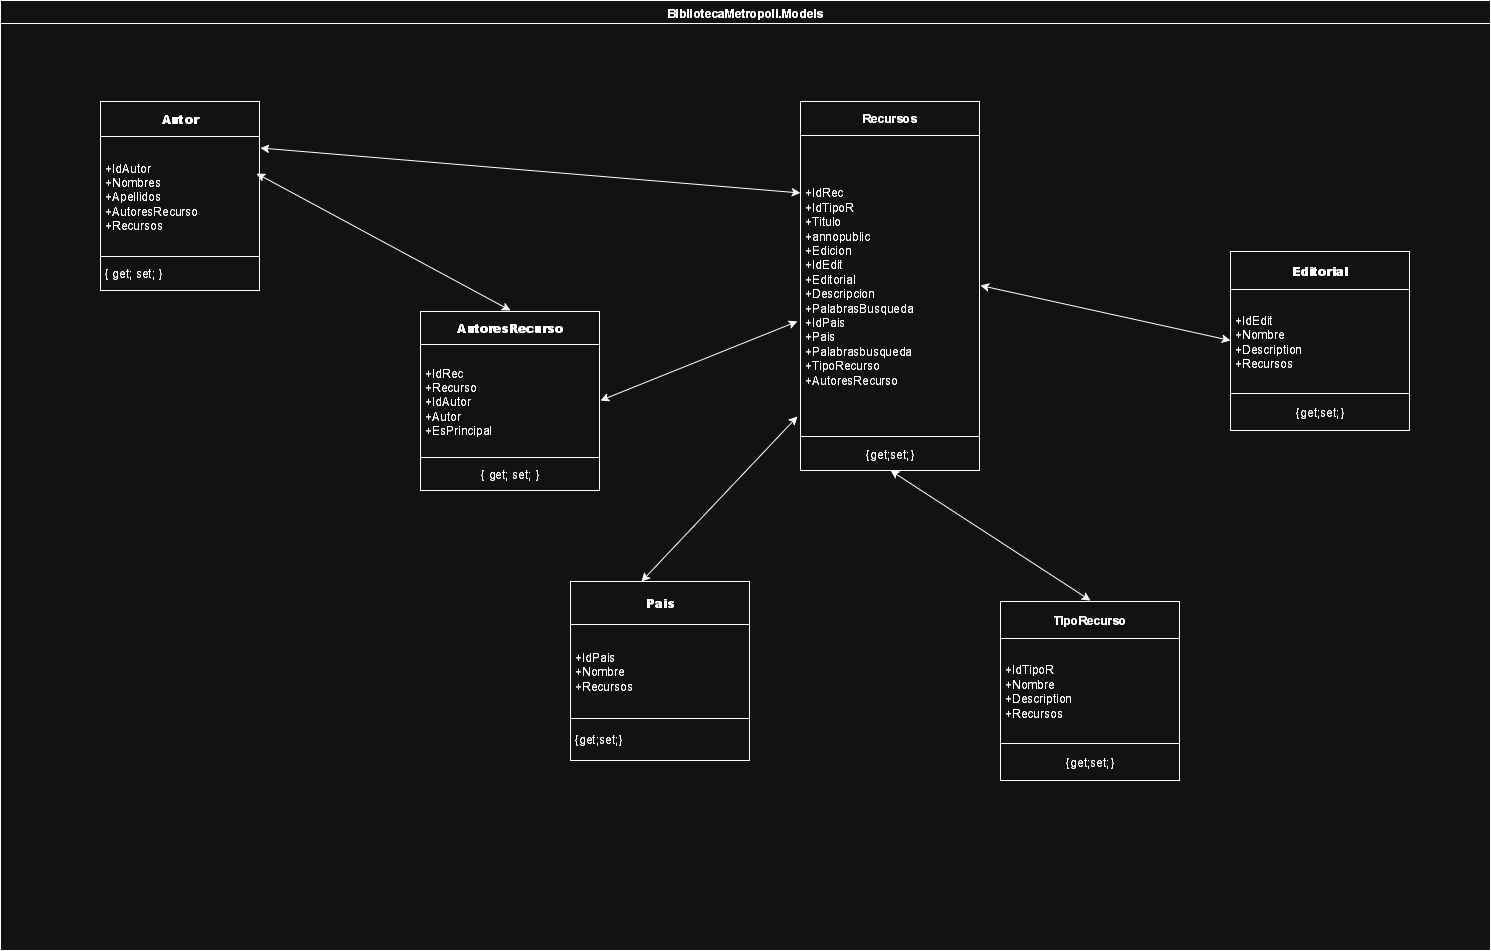 BibliotecaMetropoli.Models
Autor
+IdAutor
+Nombres
+Apellidos
+AutoresRecurso
+Recursos
{ get; set; }
AutoresRecurso
+IdRec
+Recurso
+IdAutor
+Autor
+EsPrincipal
{ get; set; }
Recursos
+IdRec
+IdTipoR
+Titulo
+annopublic
+Edicion
+IdEdit
+Editorial
+Descripcion
+PalabrasBusqueda
+IdPais
+Pais
+Palabrasbusqueda
+TipoRecurso
+AutoresRecurso
{get;set;}
Editorial
+IdEdit
+Nombre
+Description
+Recursos
{get;set;}
Pais
+IdPais
+Nombre
+Recursos
{get;set;}
TipoRecurso
+IdTipoR
+Nombre
+Description
+Recursos
{get;set;}